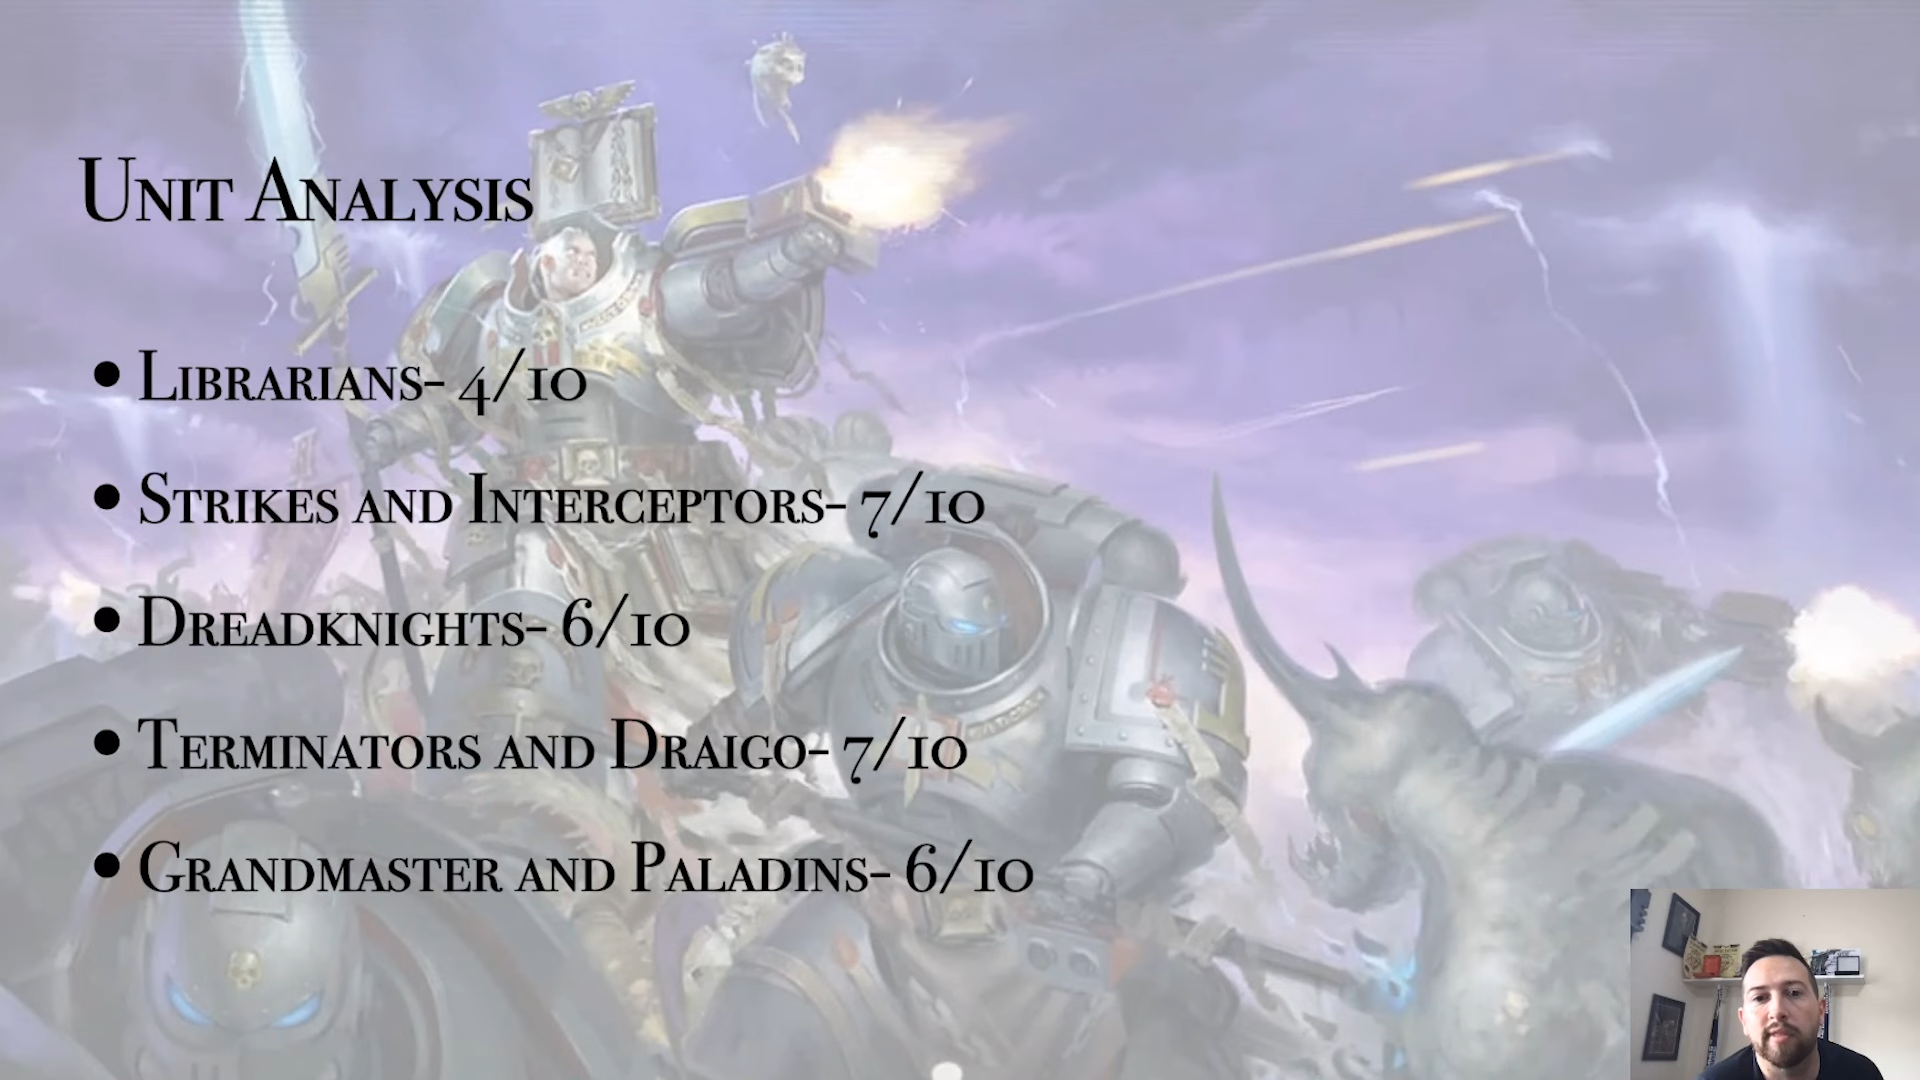 Unit Analysis
• Librarians- 4/10
• Strikes and Interceptors- 7/10
• Dreadknights- 6/10
• Terminators and Draigo- 7/10
• Grandmaster and Paladins- 6/10